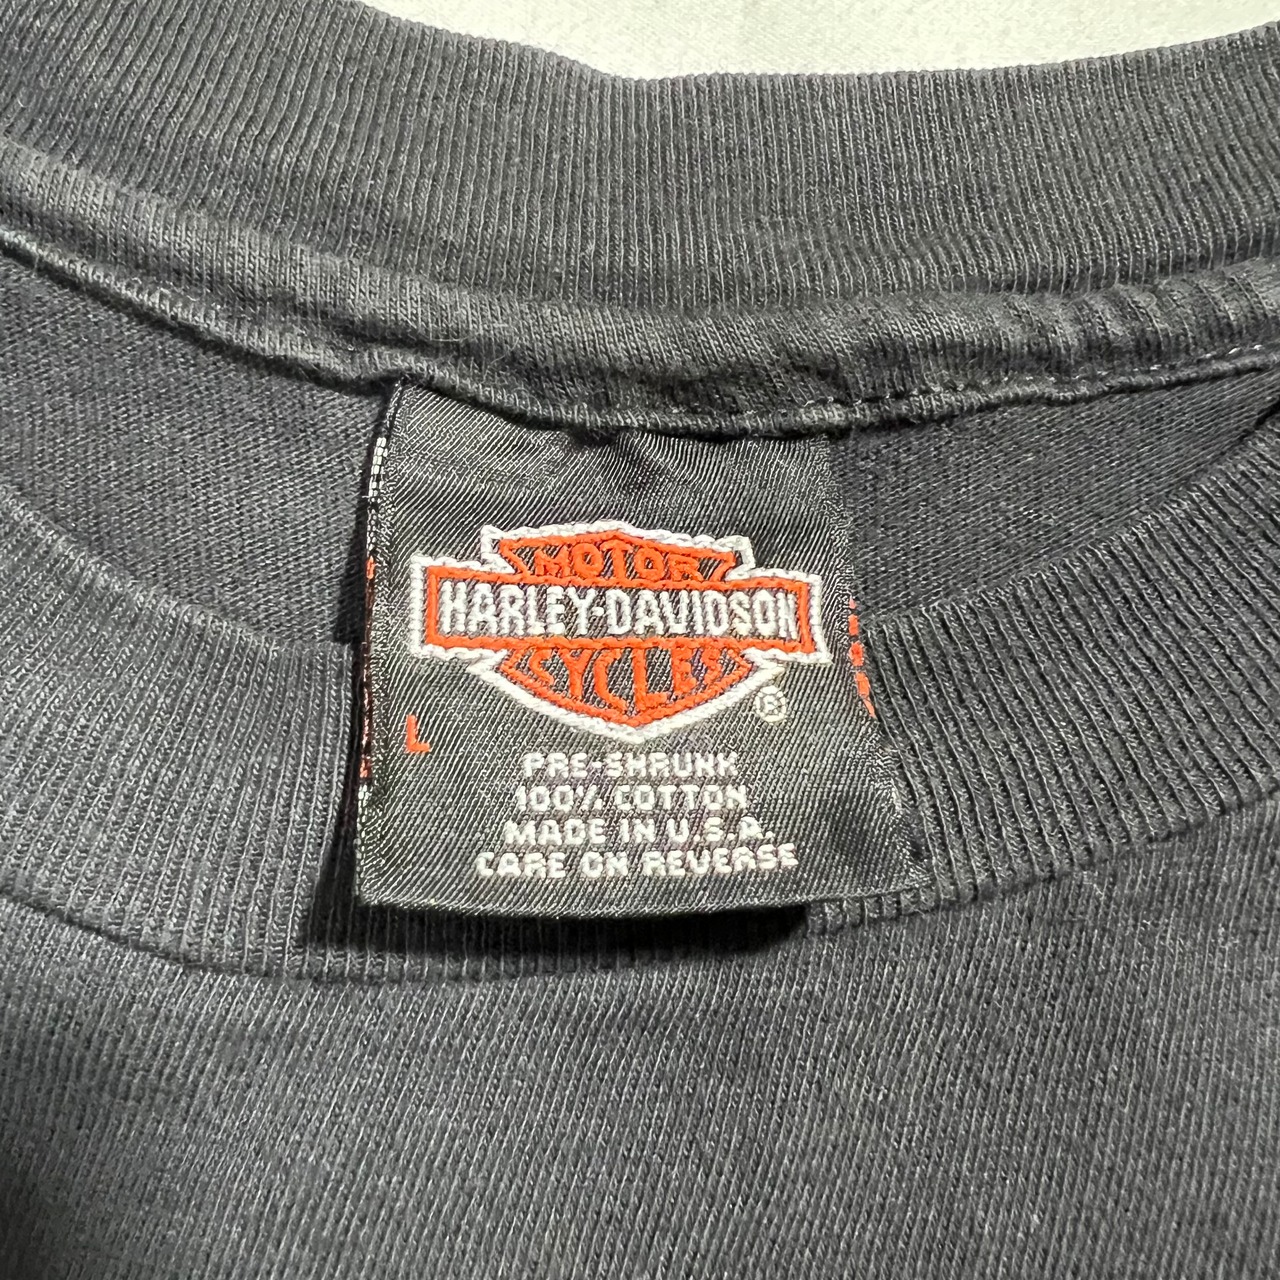 MOTOR
HARLEY-DAVIDSON
CYCLES
®
L
PRE-SHRUNK
100% COTTON
MADE IN U.S.A.
CARE ON REVERSE